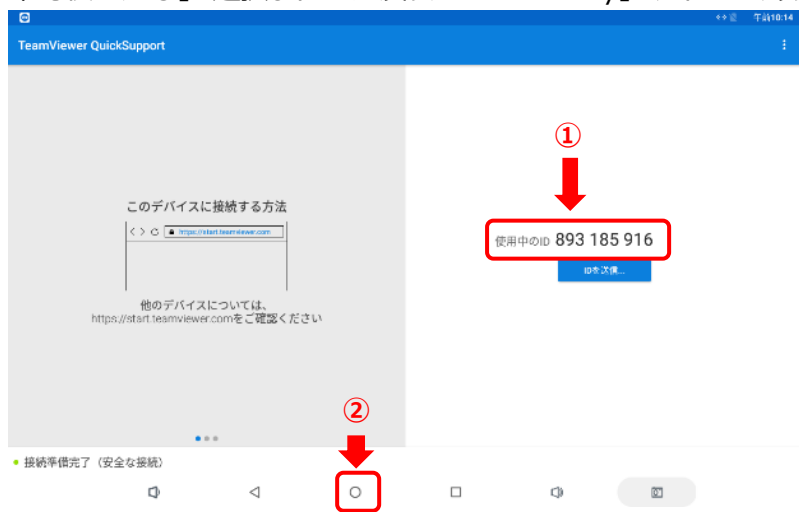 午前10:14
TeamViewer QuickSupport
①
このデバイスに接続する方法
https://start.teamviewer.com
使用中のID 893 185 916
IDを送信...
他のデバイスについては、
https://start.teamviewer.comをご確認ください
②
接続準備完了（安全な接続）